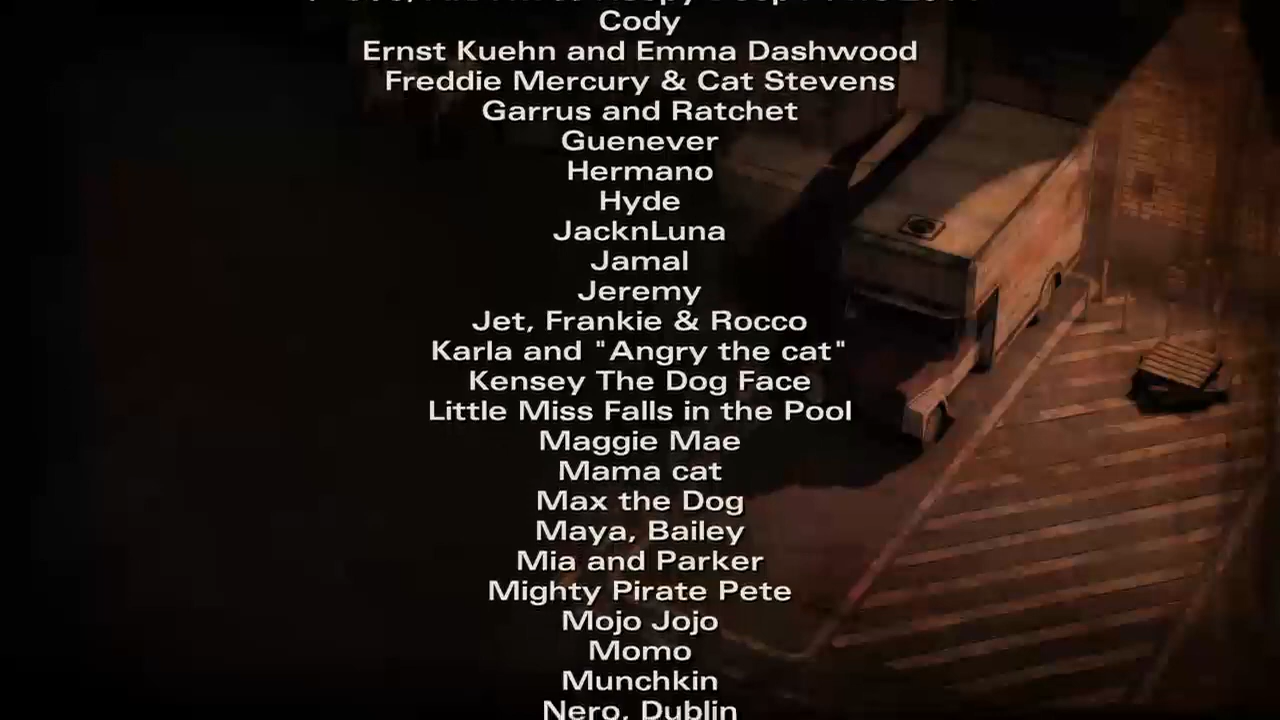 Cody
Ernst Kuehn and Emma Dashwood
Freddie Mercury & Cat Stevens
Garrus and Ratchet
Guenever
Hermano
Hyde
JacknLuna
Jamal
Jeremy
Jet, Frankie & Rocco
Karla and "Angry the cat"
Kensey The Dog Face
Little Miss Falls in the Pool
Maggie Mae
Mama cat
Max the Dog
Maya, Bailey
Mia and Parker
Mighty Pirate Pete
Mojo Jojo
Momo
Munchkin
Nero, Dublin